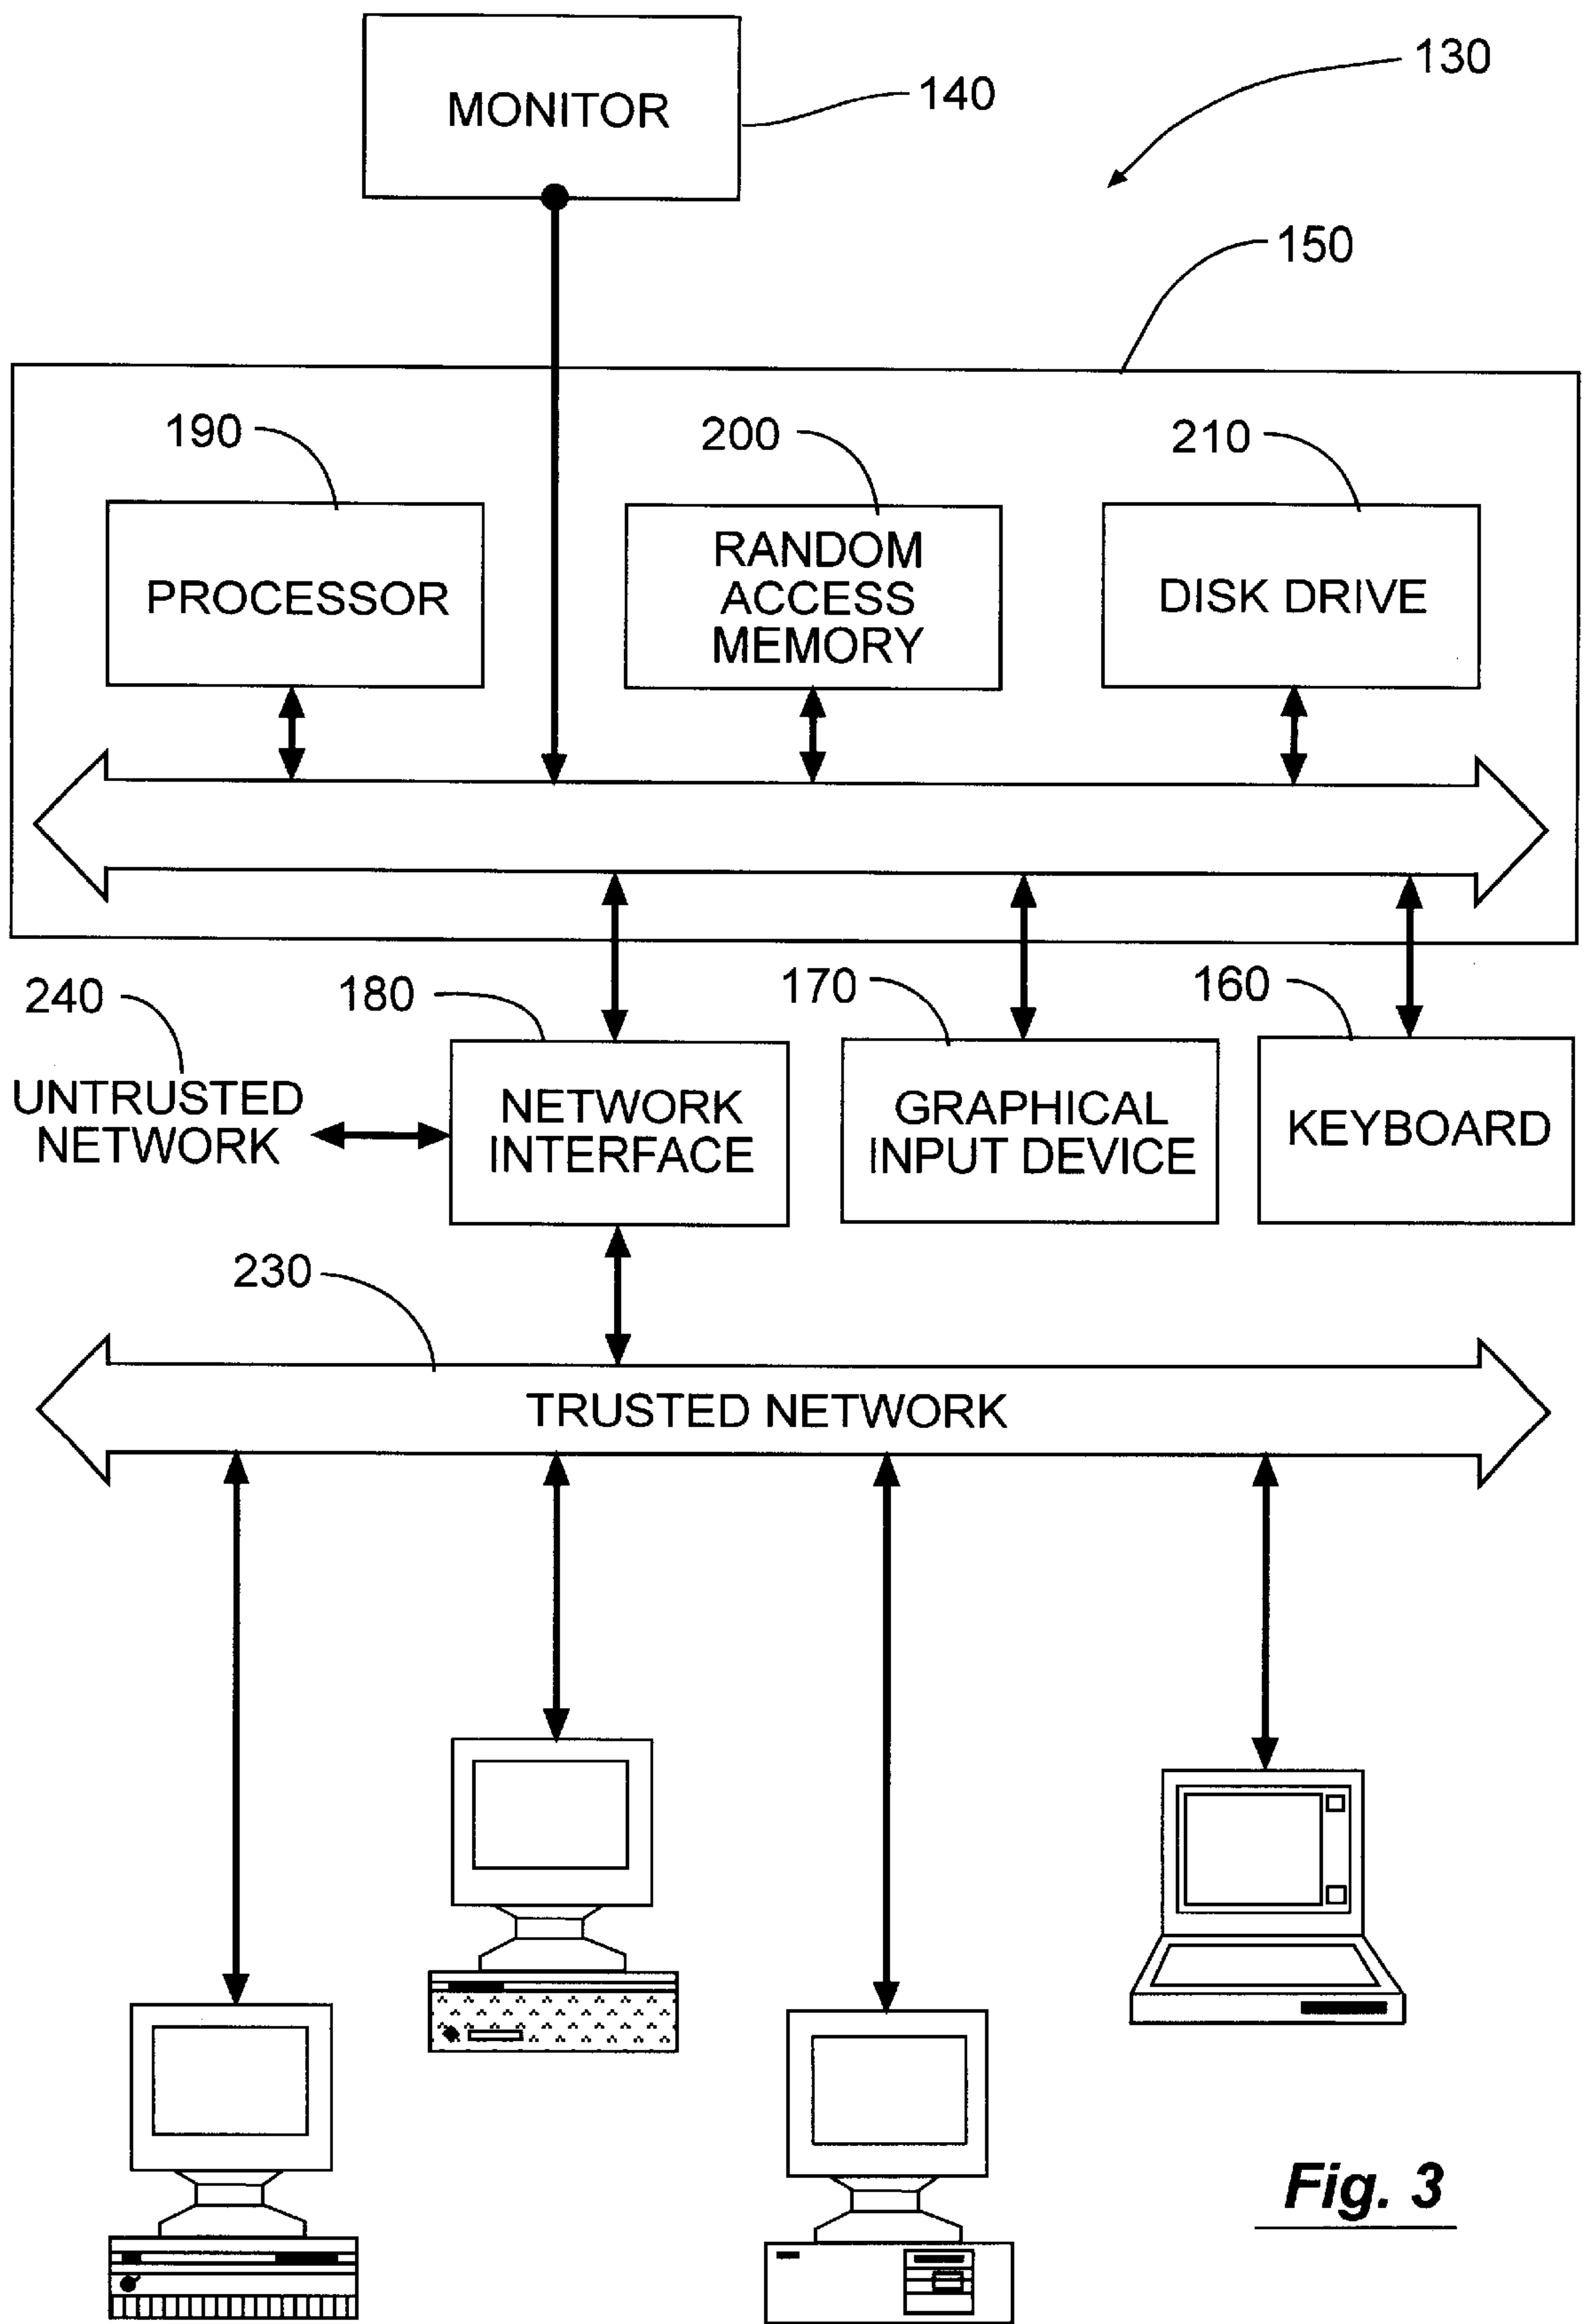 130
MONITOR
140
150
190
200
210
PROCESSOR
RANDOM
ACCESS
MEMORY
DISK DRIVE
240
180
170
160
UNTRUSTED
NETWORK
NETWORK
INTERFACE
GRAPHICAL
INPUT DEVICE
KEYBOARD
230
TRUSTED NETWORK
Fig. 3